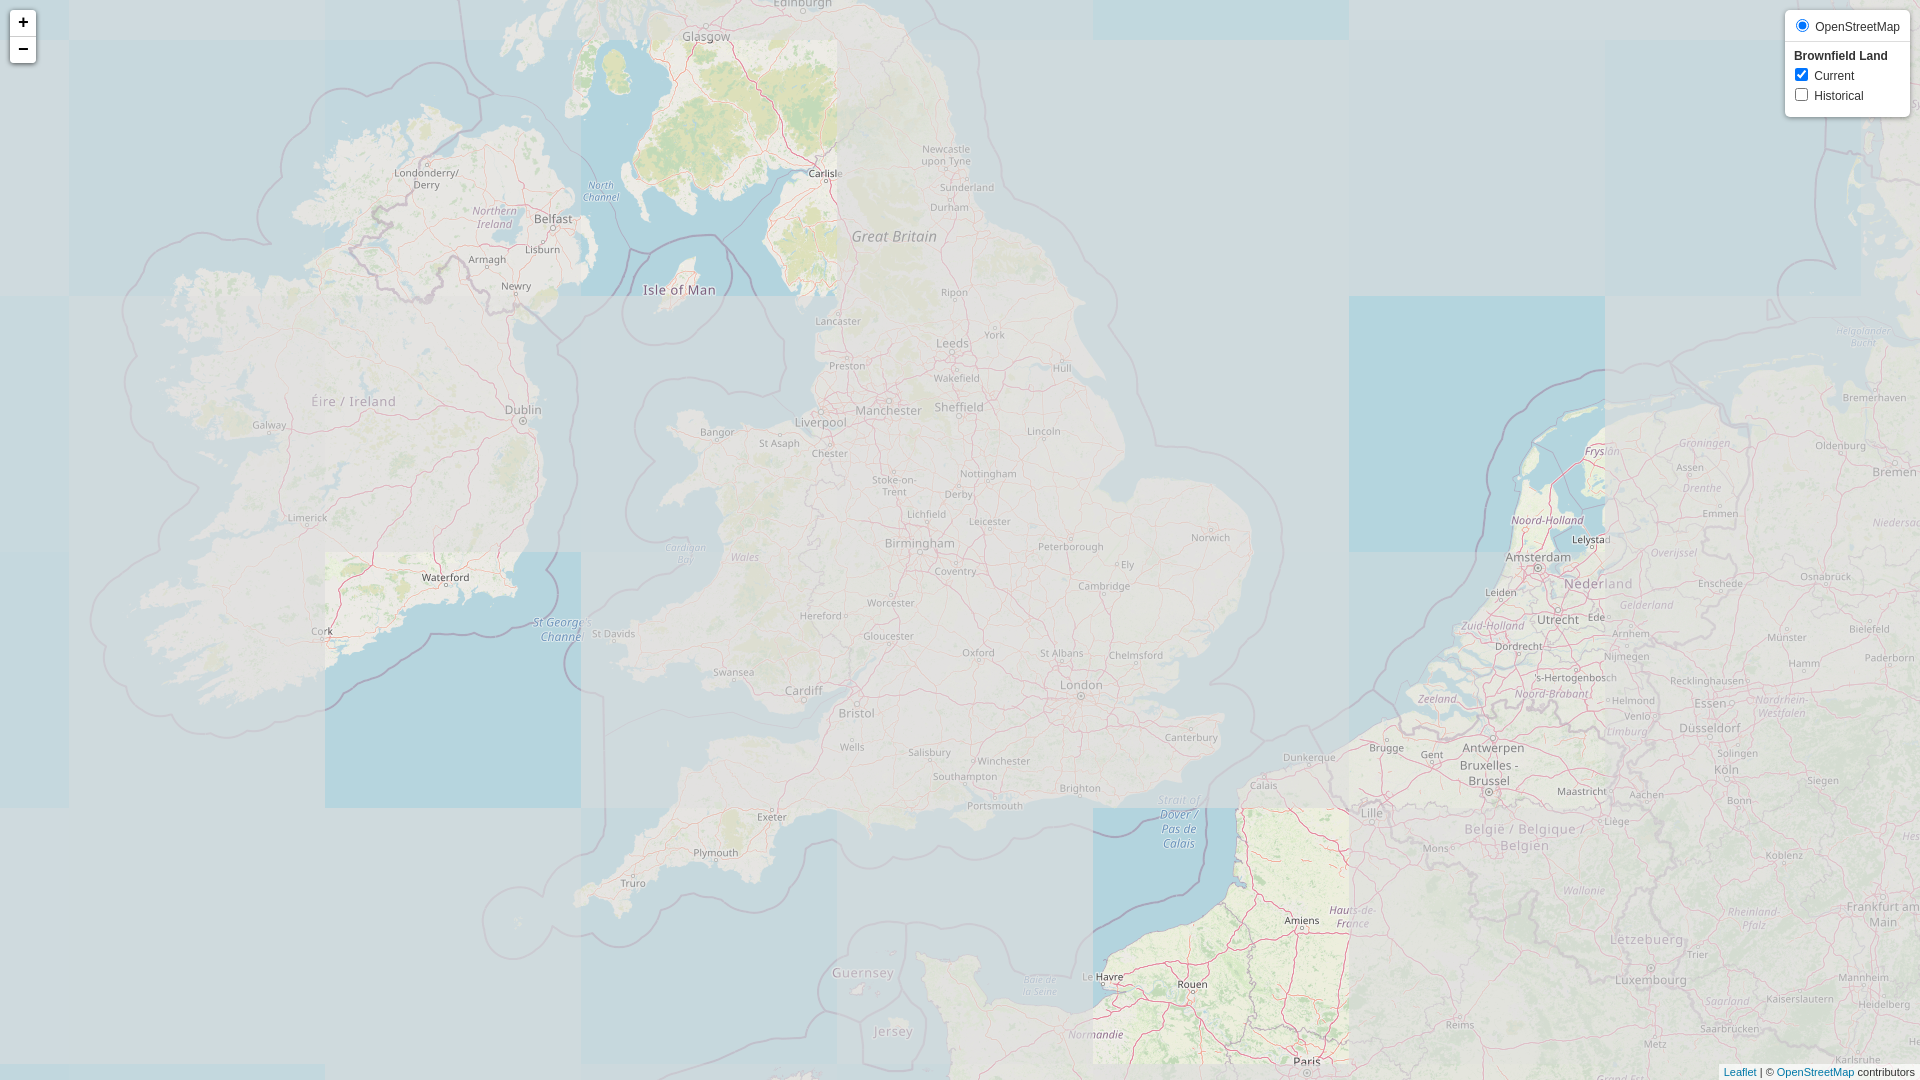 +
−
OpenStreetMap
Brownfield Land
Current
Historical
Edinburgh
Glasgow
Newcastle
upon Tyne
Londonderry/
Derry
Carlisle
Sunderland
North
Channel
Northern
Ireland
Belfast
Durham
Lisburn
Great Britain
Armagh
Newry
Isle of Man
Ripon
Lancaster
York
Helgoländer
Bucht
Leeds
Preston
Hull
Wakefield
Éire / Ireland
Dublin
Manchester
Sheffield
Bremerhaven
Liverpool
Galway
Bangor
St Asaph
Lincoln
Groningen
Oldenburg
Chester
Fryslân
Assen
Bremen
Nottingham
Stoke-on-
Trent
Derby
Drenthe
Limerick
Lichfield
Leicester
Noord-Holland
Emmen
Niedersac
Birmingham
Peterborough
Norwich
Lelystad
Cardigan
Bay
Wales
Amsterdam
Overijssel
Ely
Coventry
Waterford
Cambridge
Nederland
Enschede
Osnabrück
Leiden
Worcester
Gelderland
Hereford
St George's
Channel
Cork
St Davids
Gloucester
Zuid-Holland
Utrecht
Ede
Arnhem
Münster
Bielefeld
Oxford
St Albans
Chelmsford
Dordrecht
Nijmegen
Hamm
Paderborn
Swansea
London
's-Hertogenbosch
Recklinghausen
Cardiff
Zeeland
Noord-Brabant
Helmond
Essen
Nordrhein-
Westfalen
Bristol
Venlo
Düsseldorf
Canterbury
Limburg
Wells
Salisbury
Winchester
Dunkerque
Brugge
Gent
Antwerpen
Solingen
Bruxelles -
Brussel
Köln
Southampton
Brighton
Calais
Maastricht
Aachen
Siegen
Portsmouth
Strait of
Dover /
Pas de
Calais
Bonn
Exeter
Lille
Liège
België / Belgique /
Belgien
Mons
Plymouth
Koblenz
Truro
Wallonie
Hauts-de-
France
Amiens
Rheinland-
Pfalz
Frankfurt am
Main
Lëtzebuerg
Trier
Guernsey
Le Havre
Baie de
la Seine
Rouen
Luxembourg
Mannheim
Kaiserslautern
Heidelberg
Saarland
Jersey
Normandie
Reims
Saarbrücken
Metz
Karlsruhe
Paris
Grand Est
Leaflet | © OpenStreetMap contributors